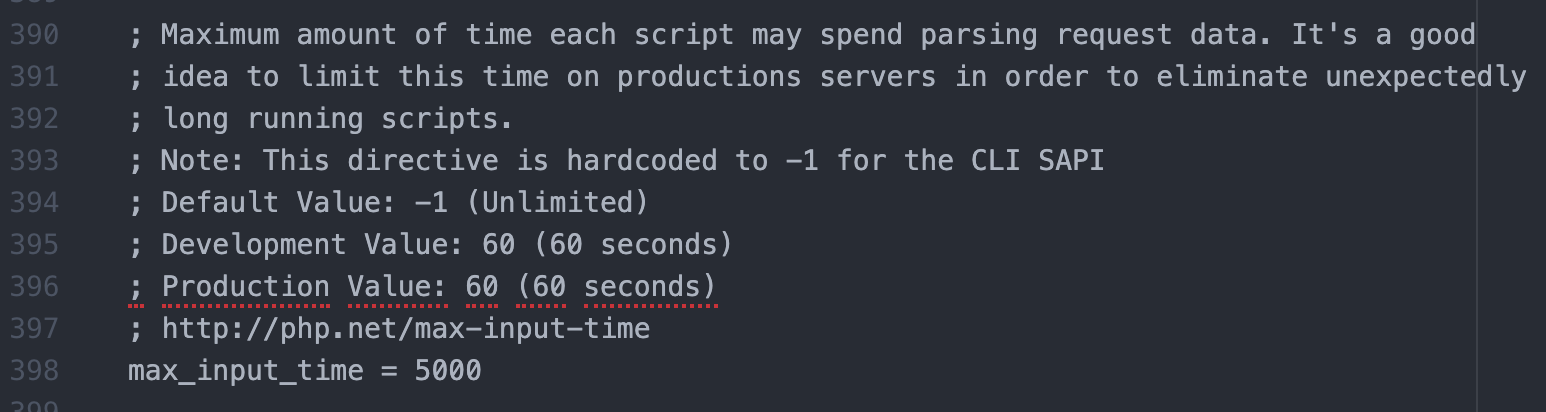 390 ; Maximum amount of time each script may spend parsing request data. It's a good
391 ; idea to limit this time on productions servers in order to eliminate unexpectedly
392 ; long running scripts.
393 ; Note: This directive is hardcoded to -1 for the CLI SAPI
394 ; Default Value: -1 (Unlimited)
395 ; Development Value: 60 (60 seconds)
396 ; Production Value: 60 (60 seconds)
397 ; http://php.net/max-input-time
398 max_input_time = 5000